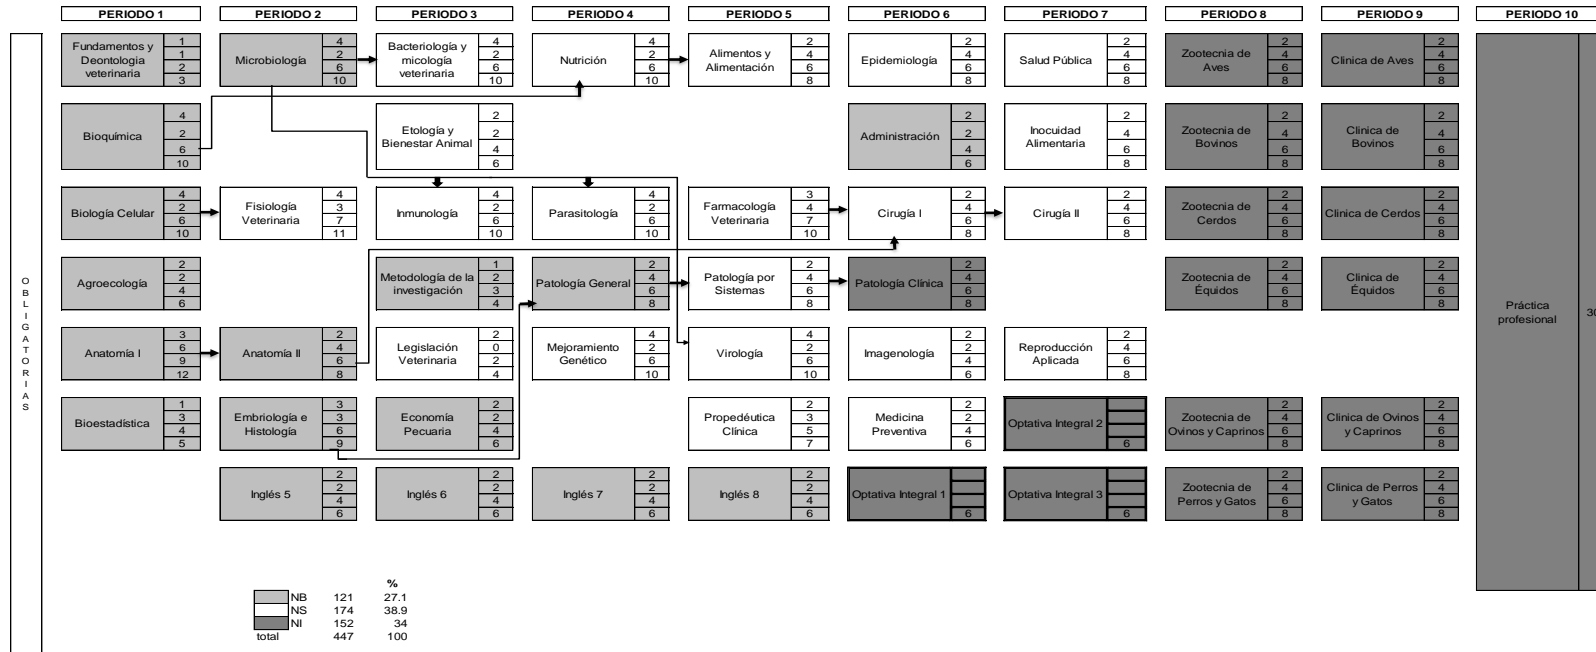 PERIODO 1
PERIODO 2
PERIODO 3
PERIODO 4
PERIODO 5
PERIODO 6
PERIODO 7
PERIODO 8
PERIODO 9
PERIODO 10
OBLIGATORIAS
Fundamentos y
Deontologia
veterinaria
1
1
2
3
Microbiología
4
2
6
10
Bacteriología y
micología
veterinaria
4
2
6
10
Nutrición
4
2
6
10
Alimentos y
Alimentación
2
4
6
8
Epidemiología
2
4
6
8
Salud Pública
2
4
6
8
Zootecnia de
Aves
2
4
6
8
Clinica de Aves
2
4
6
8
Bioquímica
4
2
6
10
Etología y
Bienestar Animal
2
2
4
6
Administración
2
2
4
6
Inocuidad
Alimentaria
2
4
6
8
Zootecnia de
Bovinos
2
4
6
8
Clinica de
Bovinos
2
4
6
8
Biología Celular
4
2
6
10
Fisiología
Veterinaria
4
3
7
11
Inmunología
4
2
6
10
Parasitología
4
2
6
10
Farmacología
Veterinaria
3
4
7
10
Cirugía I
2
4
6
8
Cirugía II
2
4
6
8
Zootecnia de
Cerdos
2
4
6
8
Clinica de Cerdos
2
4
6
8
Agroecología
2
2
4
6
Metodología de la
investigación
1
2
3
4
Patología General
2
4
6
8
Patología por
Sistemas
2
4
6
8
Patología Clínica
2
4
6
8
Zootecnia de
Équidos
2
4
6
8
Clinica de
Équidos
2
4
6
8
Práctica
profesional
30
Anatomía I
3
6
9
12
Anatomía II
2
4
6
8
Legislación
Veterinaria
2
0
2
4
Mejoramiento
Genético
4
2
6
10
Virología
4
2
6
10
Imagenología
2
2
4
6
Reproducción
Aplicada
2
4
6
8
Bioestadística
1
3
4
5
Embriología e
Histología
3
3
6
9
Economía
Pecuaria
2
2
4
6
Propedéutica
Clínica
2
3
5
7
Medicina
Preventiva
2
2
4
6
Optativa Integral 2
6
Zootecnia de
Ovinos y Caprinos
2
4
6
8
Clinica de Ovinos
y Caprinos
2
4
6
8
Inglés 5
2
2
4
6
Inglés 6
2
2
4
6
Inglés 7
2
2
4
6
Inglés 8
2
2
4
6
Optativa Integral 1
6
Optativa Integral 3
6
Zootecnia de
Perros y Gatos
2
4
6
8
Clinica de Perros
y Gatos
2
4
6
8
%
NB 121 27.1
NS 174 38.9
NI 152 34
total 447 100